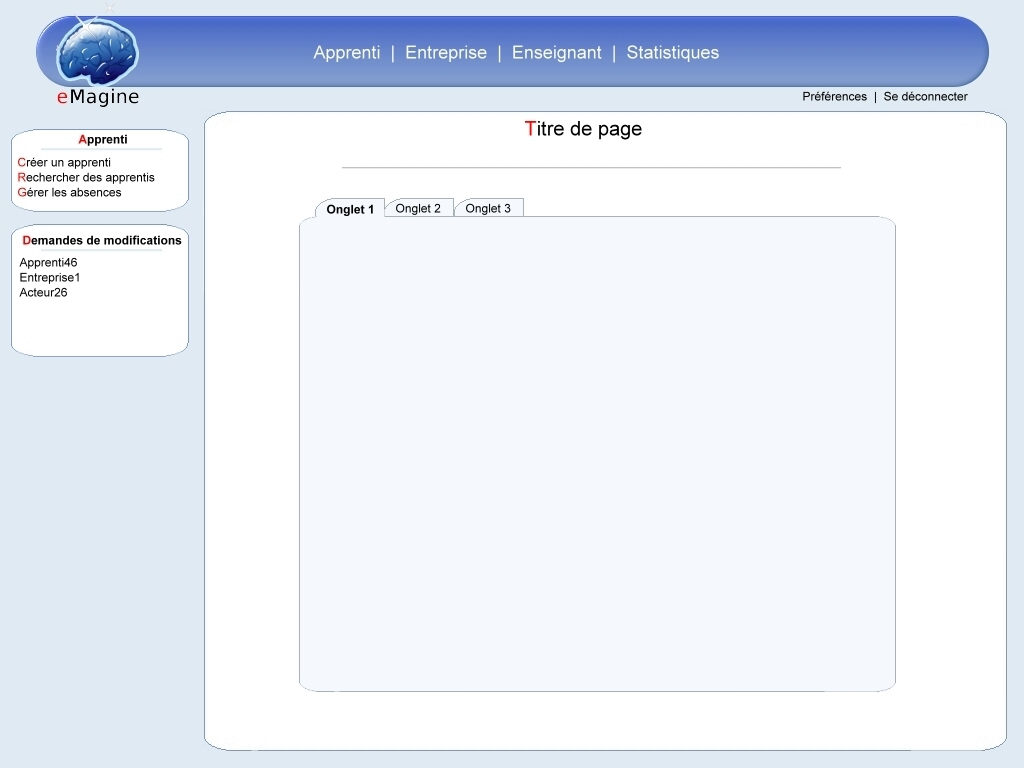 Apprenti | Entreprise | Enseignant | Statistiques
eMagine
Préférences | Se déconnecter
Apprenti
Créer un apprenti
Rechercher des apprentis
Gérer les absences
Demandes de modifications
Apprenti46
Entreprise1
Acteur26
Titre de page
Onglet 1 Onglet 2 Onglet 3